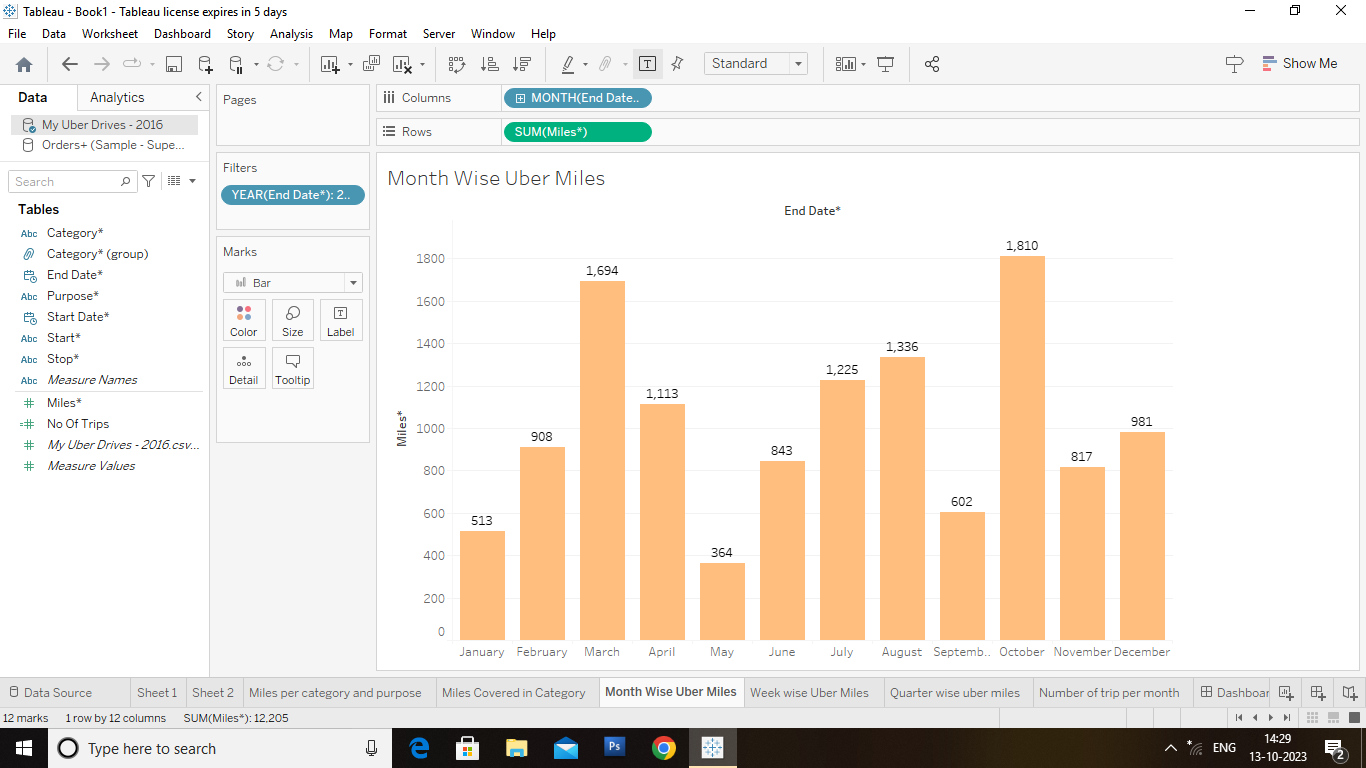 Tableau - Book1 - Tableau license expires in 5 days
File Data Worksheet Dashboard Story Analysis Map Format Server Window Help
Standard
Show Me
Data Analytics
My Uber Drives - 2016
Orders+ (Sample - Supe...
Search
Tables
Abc Category*
Category* (group)
End Date*
Abc Purpose*
Start Date*
Abc Start*
Abc Stop*
Abc Measure Names
Miles*
No Of Trips
My Uber Drives - 2016.csv...
Measure Values
Pages
Filters
YEAR(End Date*): 2..
Marks
Bar
Color Size Label
Detail Tooltip
Columns MONTH(End Date..
Rows SUM(Miles*)
Month Wise Uber Miles
End Date*
Miles*
1800
1600
1400
1200
1000
800
600
400
200
0
513 908 1,694 1,113 364 843 1,225 1,336 602 1,810 817 981
January February March April May June July August Septemb.. October November December
Data Source Sheet 1 Sheet 2 Miles per category and purpose Miles Covered in Category Month Wise Uber Miles Week wise Uber Miles Quarter wise uber miles Number of trip per month Dashboar
12 marks 1 row by 12 columns SUM(Miles*): 12,205
Type here to search
Ps
ENG
14:29
13-10-2023
2